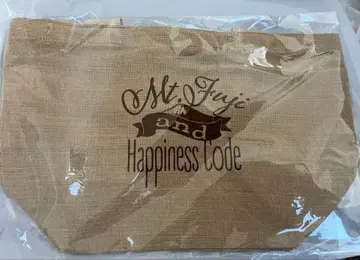 Mt. Fuji
and
Happiness Code